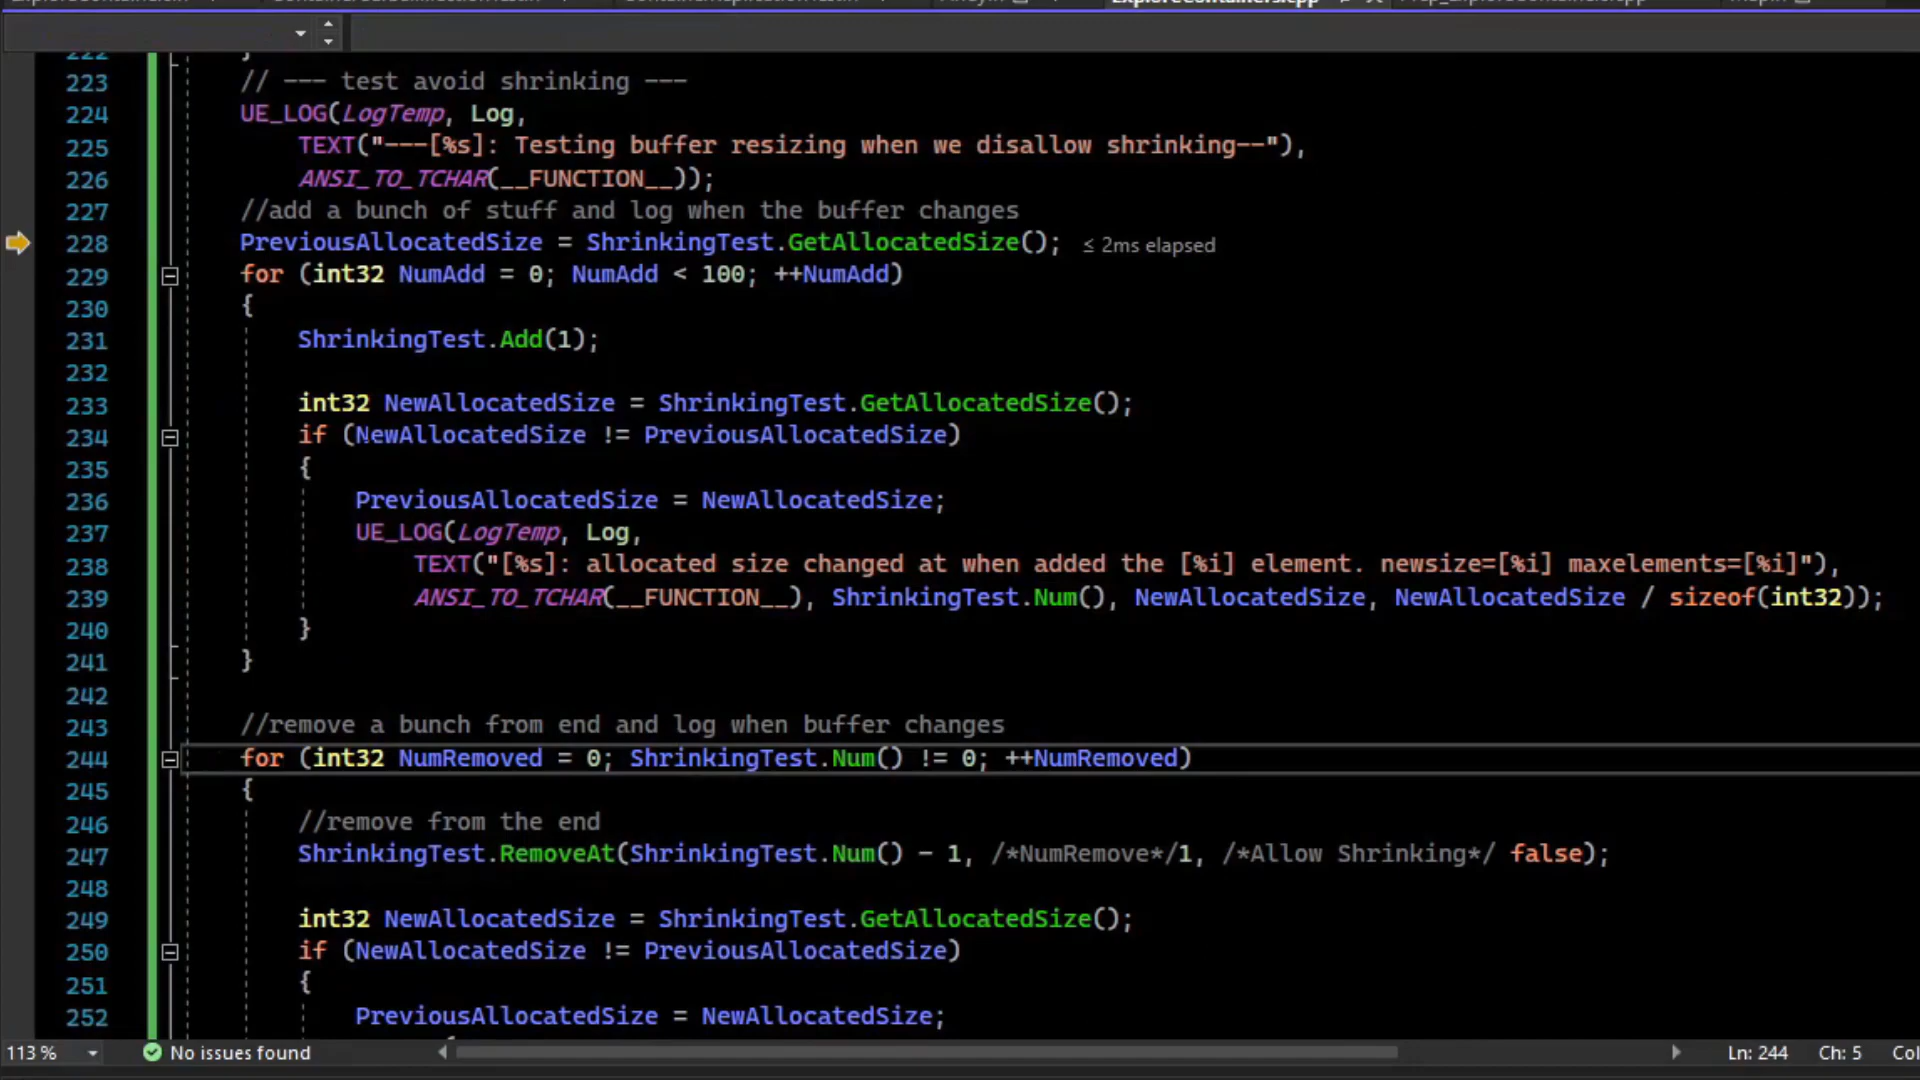 ExploreContainers.cpp
222 }
223 // --- test avoid shrinking ---
224 UE_LOG(LogTemp, Log,
225 TEXT("---[%s]: Testing buffer resizing when we disallow shrinking--"),
226 ANSI_TO_TCHAR(__FUNCTION__));
227 //add a bunch of stuff and log when the buffer changes
228 PreviousAllocatedSize = ShrinkingTest.GetAllocatedSize(); ≤ 2ms elapsed
229 for (int32 NumAdd = 0; NumAdd < 100; ++NumAdd)
230 {
231 ShrinkingTest.Add(1);
232
233 int32 NewAllocatedSize = ShrinkingTest.GetAllocatedSize();
234 if (NewAllocatedSize != PreviousAllocatedSize)
235 {
236 PreviousAllocatedSize = NewAllocatedSize;
237 UE_LOG(LogTemp, Log,
238 TEXT("[%s]: allocated size changed at when added the [%i] element. newsize=[%i] maxelements=[%i]"),
239 ANSI_TO_TCHAR(__FUNCTION__), ShrinkingTest.Num(), NewAllocatedSize, NewAllocatedSize / sizeof(int32));
240 }
241 }
242
243 //remove a bunch from end and log when buffer changes
244 for (int32 NumRemoved = 0; ShrinkingTest.Num() != 0; ++NumRemoved)
245 {
246 //remove from the end
247 ShrinkingTest.RemoveAt(ShrinkingTest.Num() - 1, /*NumRemove*/1, /*Allow Shrinking*/ false);
248
249 int32 NewAllocatedSize = ShrinkingTest.GetAllocatedSize();
250 if (NewAllocatedSize != PreviousAllocatedSize)
251 {
252 PreviousAllocatedSize = NewAllocatedSize;
113 % No issues found Ln: 244 Ch: 5 Col